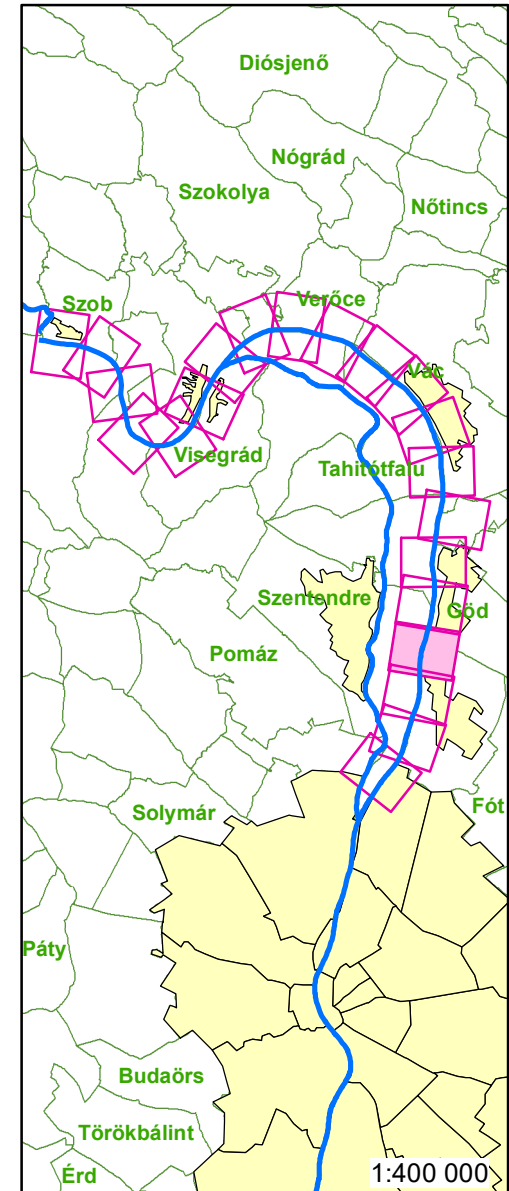 Diósjenő
Nógrád
Szokolya
Nőtincs
Szob
Verőce
Vác
Visegrád
Tahitótfalu
Szentendre
Göd
Pomáz
Solymár
Fót
Páty
Budaörs
Törökbálint
Érd
1:400 000